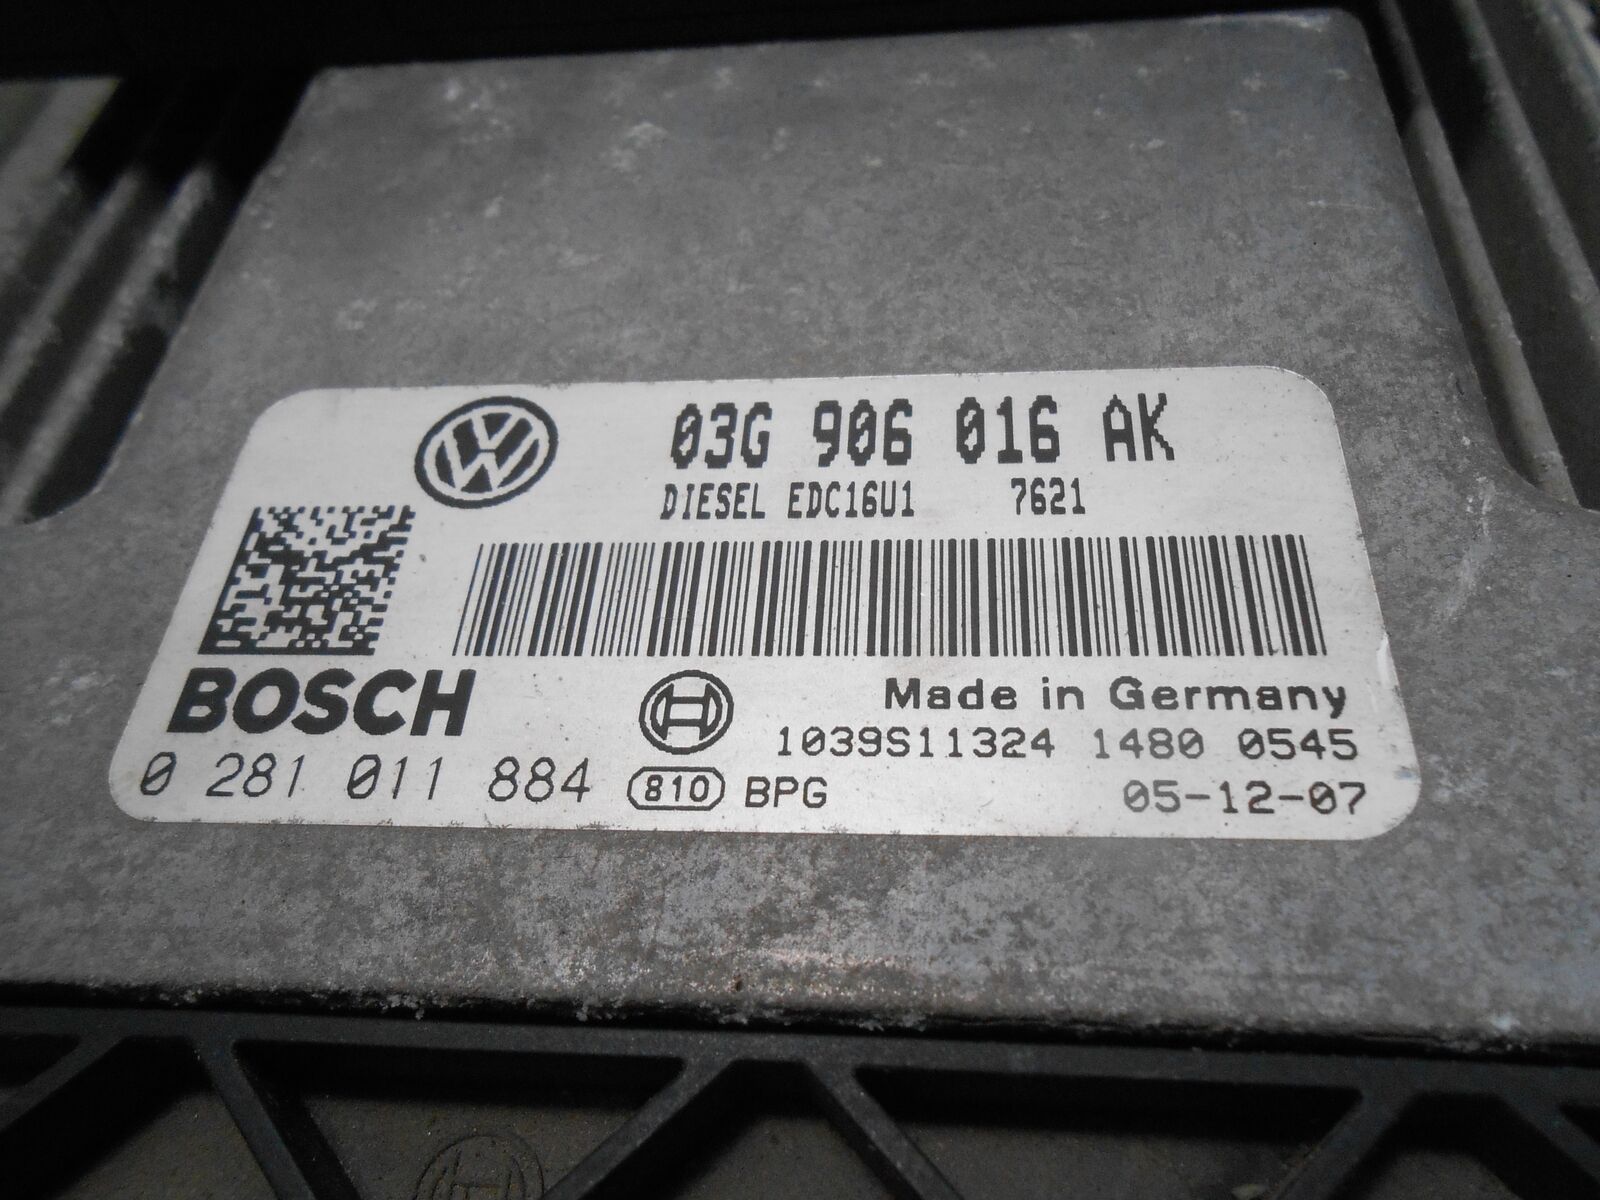 03G 906 016 AK
DIESEL EDC16U1 7621
BOSCH
Made in Germany
1039S11324 1480 0545
0 281 011 884 810 BPG 05-12-07